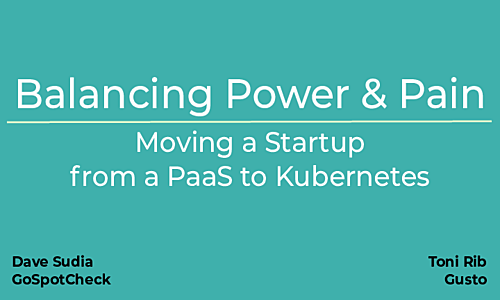 Balancing Power & Pain
Moving a Startup
from a PaaS to Kubernetes
Dave Sudia
GoSpotCheck
Toni Rib
Gusto